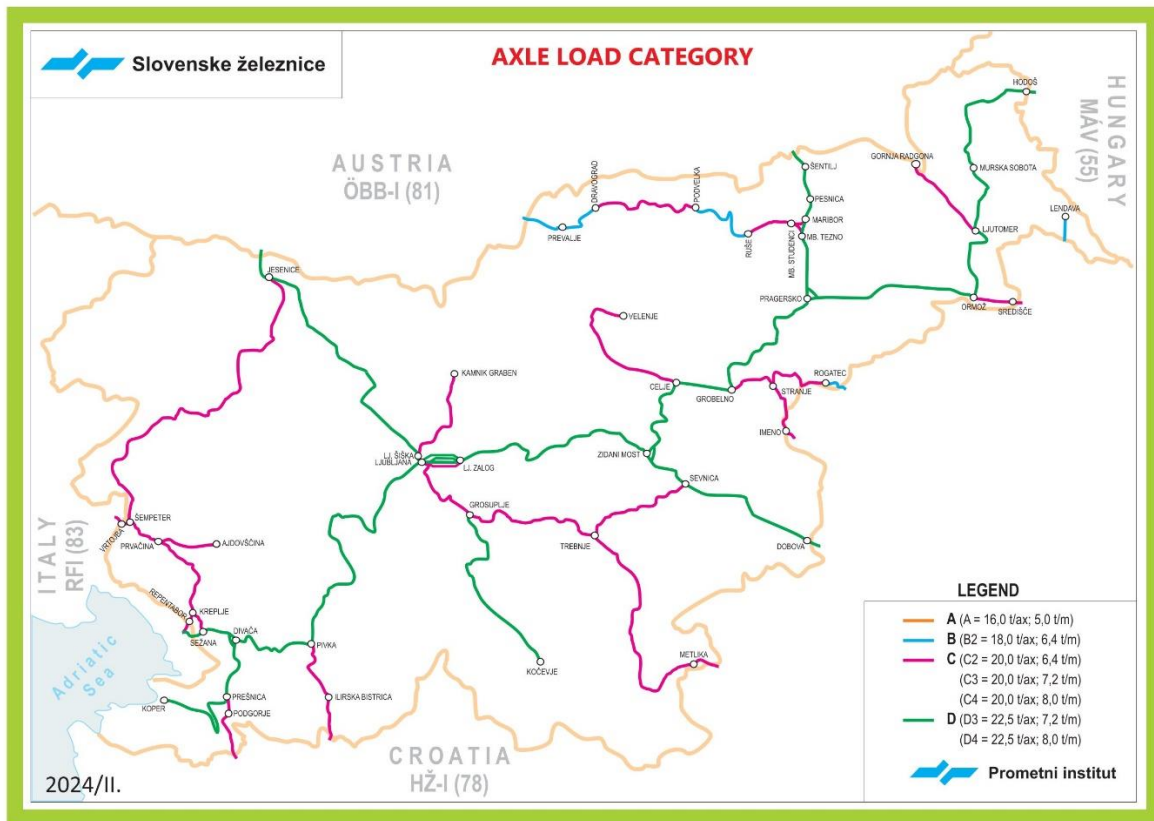 Slovenske železnice
AXLE LOAD CATEGORY
AUSTRIA
ÖBB-I (81)
HUNGARY
MÁV (55)
HODOŠ
GORNJA RADGONA
MURSKA SOBOTA
LENDAVA
LJUTOMER
ORMOŽ
SREDIŠČE
ŠENTILJ
PESNICA
MARIBOR
MB. TEZNO
MB. STUDENCI
RUŠE
PODVELKA
DRAVOGRAD
PREVALJE
PRAGERSKO
JESENICE
VELENJE
KAMNIK GRABEN
CELJE
GROBELNO
STRANJE
ROGATEC
IMENO
LJ. ŠIŠKA
LJUBLJANA
LJ. ZALOG
ZIDANI MOST
SEVNICA
GROSUPLJE
TREBNJE
DOBOVA
ITALY
RFI (83)
VRTOJBA
ŠEMPETER
PRVAČINA
AJDOVŠČINA
REPENTABOR
KREPLJE
SEŽANA
DIVAČA
PIVKA
KOČEVJE
METLIKA
Adriatic
Sea
KOPER
PREŠNICA
PODGORJE
ILIRSKA BISTRICA
CROATIA
HŽ-I (78)
LEGEND
A (A = 16,0 t/ax; 5,0 t/m)
B (B2 = 18,0 t/ax; 6,4 t/m)
C (C2 = 20,0 t/ax; 6,4 t/m)
(C3 = 20,0 t/ax; 7,2 t/m)
(C4 = 20,0 t/ax; 8,0 t/m)
D (D3 = 22,5 t/ax; 7,2 t/m)
(D4 = 22,5 t/ax; 8,0 t/m)
Prometni institut
2024/II.